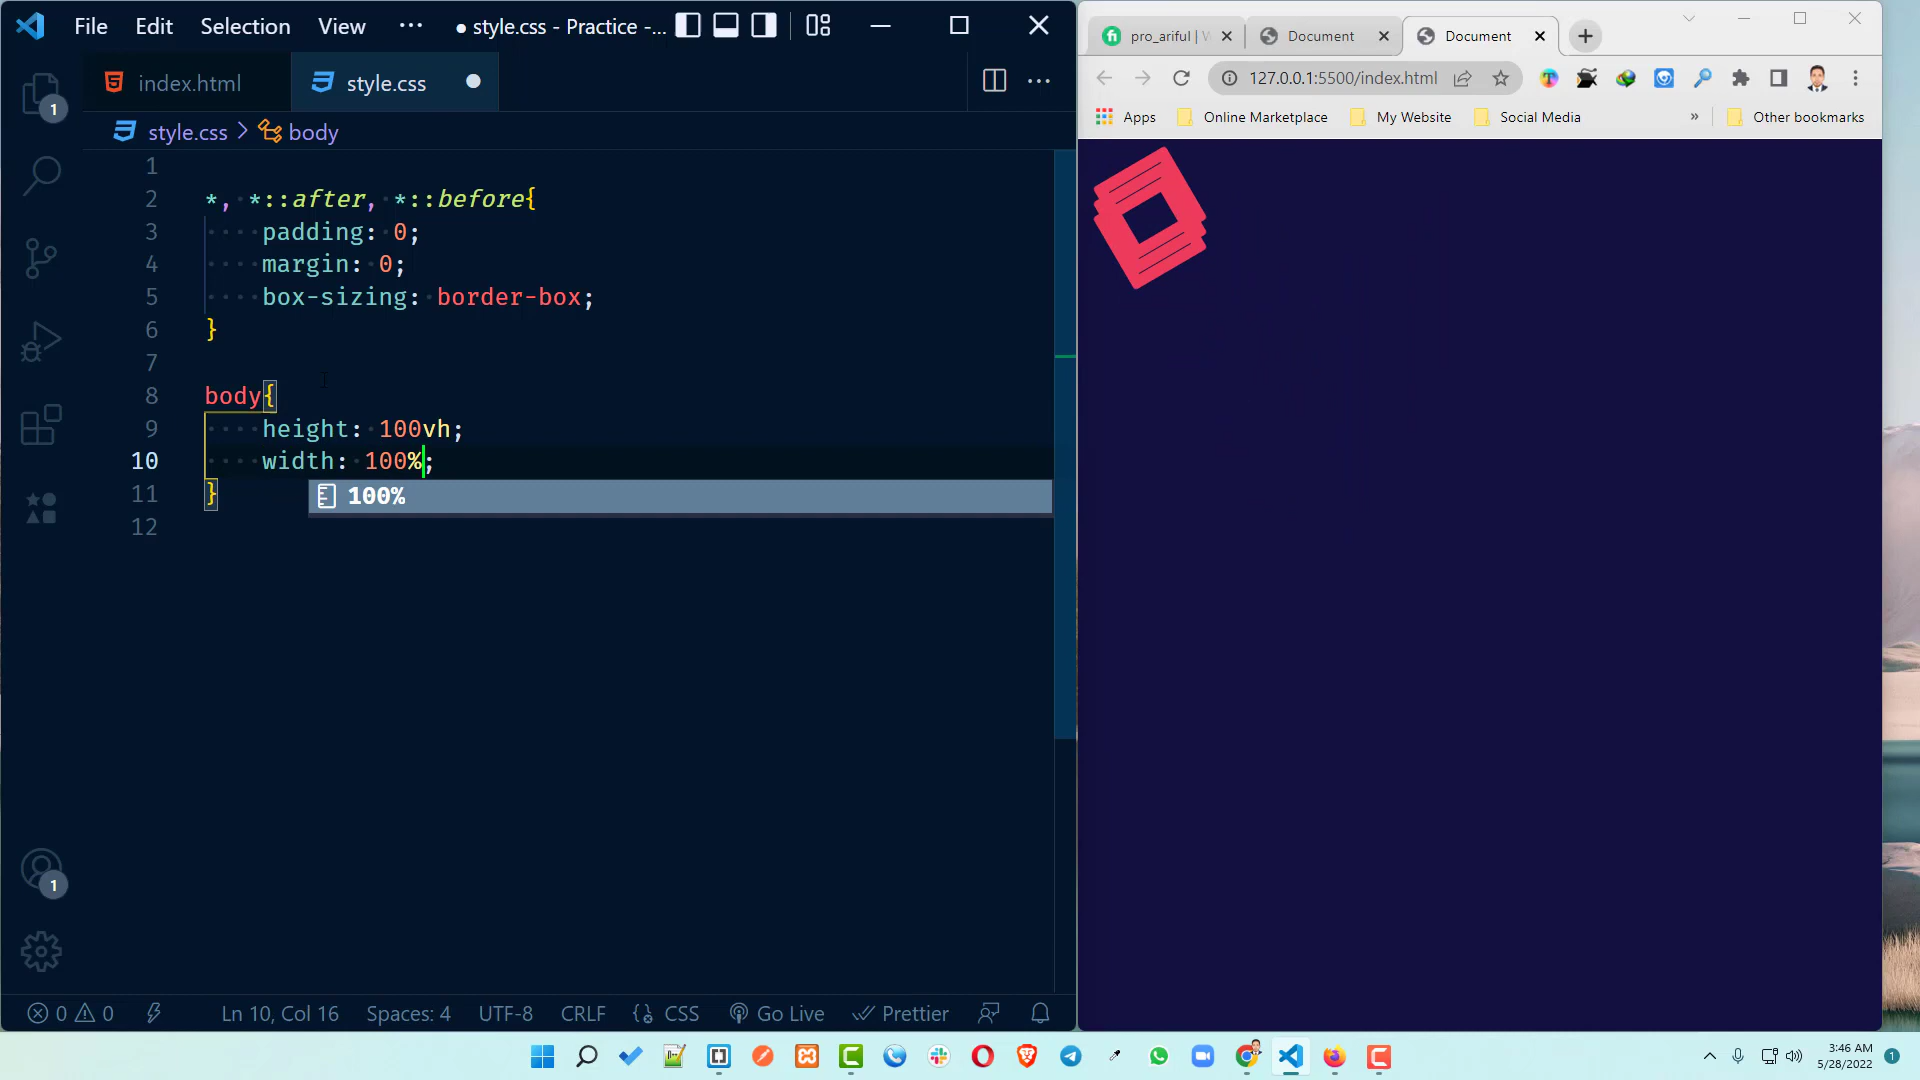 File Edit Selection View ··· ● style.css - Practice -...
index.html style.css ●
style.css > body
1
2 *, *::after, *::before{
3 padding: 0;
4 margin: 0;
5 box-sizing: border-box;
6 }
7
8 body{
9 height: 100vh;
10 width: 100%;
11 }
100%
12
1
1
0 0 Ln 10, Col 16 Spaces: 4 UTF-8 CRLF CSS Go Live Prettier
pro_ariful | Document Document
127.0.0.1:5500/index.html
Apps Online Marketplace My Website Social Media » Other bookmarks
3:46 AM
5/28/2022
1